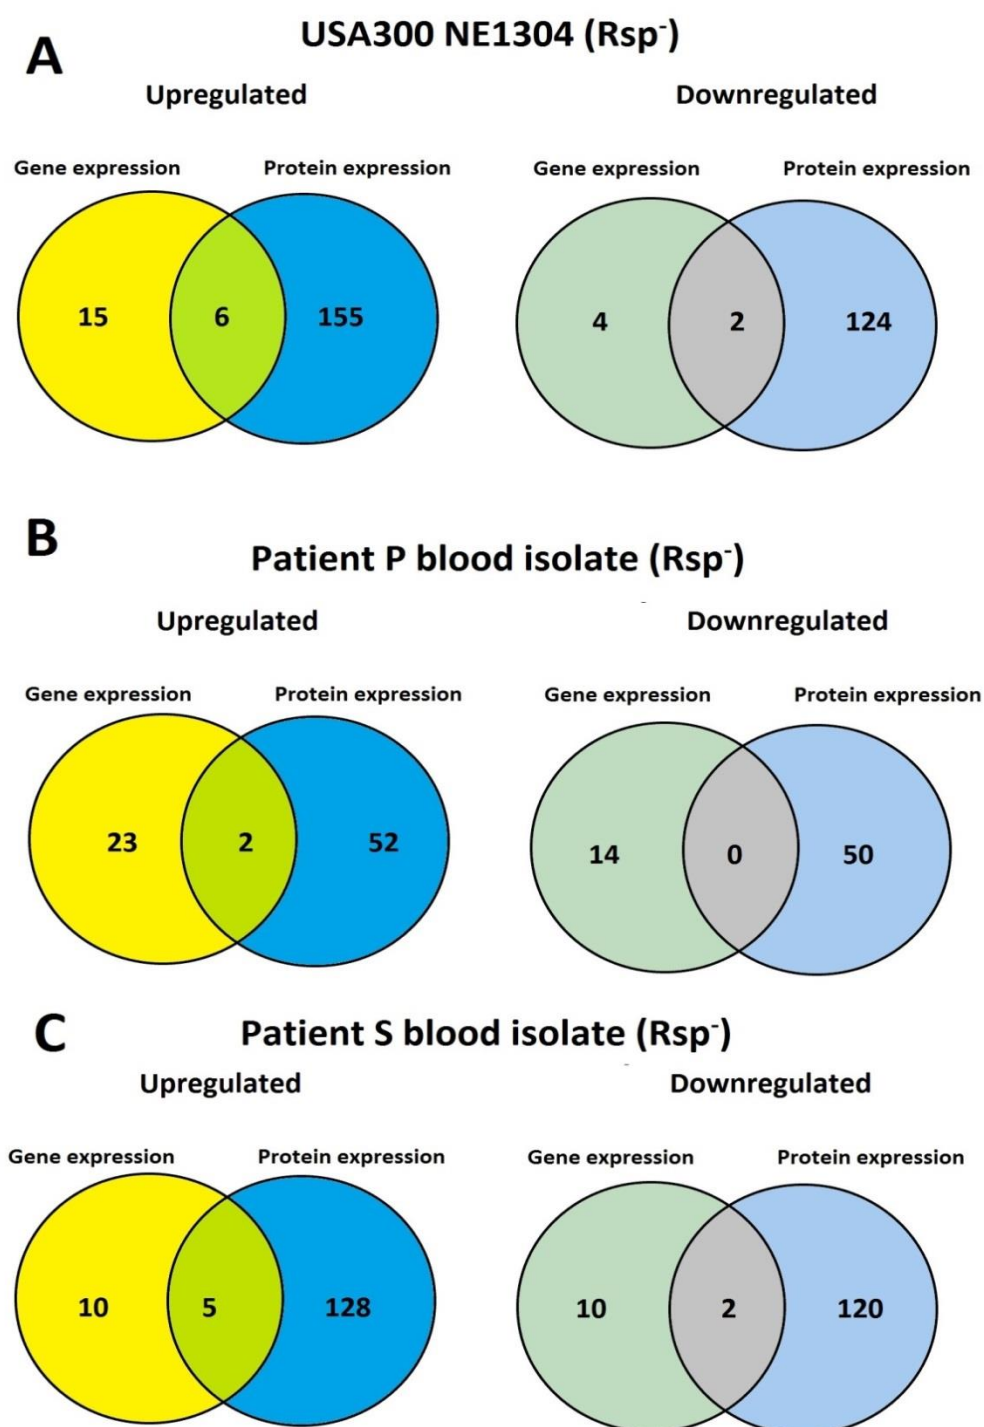 A
USA300 NE1304 (Rsp⁻)
Upregulated
Downregulated
Gene expression
Protein expression
Gene expression
Protein expression
15
6
155
4
2
124
B
Patient P blood isolate (Rsp⁻)
Upregulated
Downregulated
Gene expression
Protein expression
Gene expression
Protein expression
23
2
52
14
0
50
C
Patient S blood isolate (Rsp⁻)
Upregulated
Downregulated
Gene expression
Protein expression
Gene expression
Protein expression
10
5
128
10
2
120